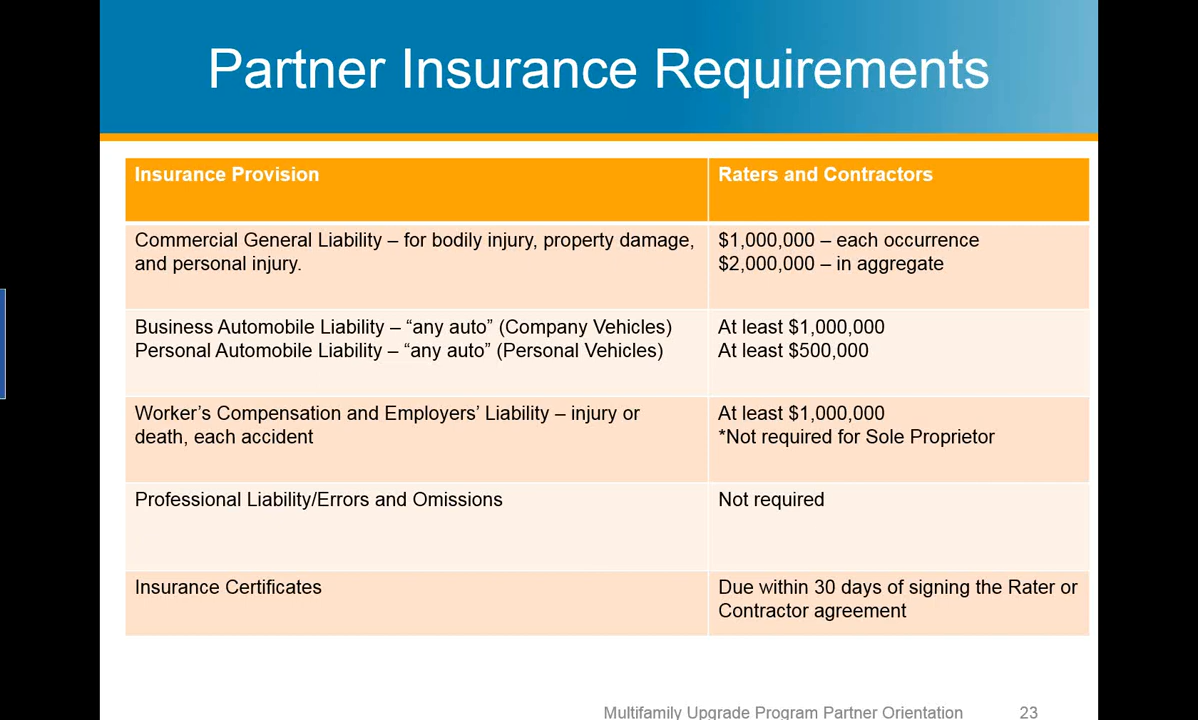 Partner Insurance Requirements
Insurance Provision
Raters and Contractors
Commercial General Liability – for bodily injury, property damage,
and personal injury.
$1,000,000 – each occurrence
$2,000,000 – in aggregate
Business Automobile Liability – “any auto” (Company Vehicles)
Personal Automobile Liability – “any auto” (Personal Vehicles)
At least $1,000,000
At least $500,000
Worker’s Compensation and Employers’ Liability – injury or
death, each accident
At least $1,000,000
*Not required for Sole Proprietor
Professional Liability/Errors and Omissions
Not required
Insurance Certificates
Due within 30 days of signing the Rater or
Contractor agreement
Multifamily Upgrade Program Partner Orientation
23